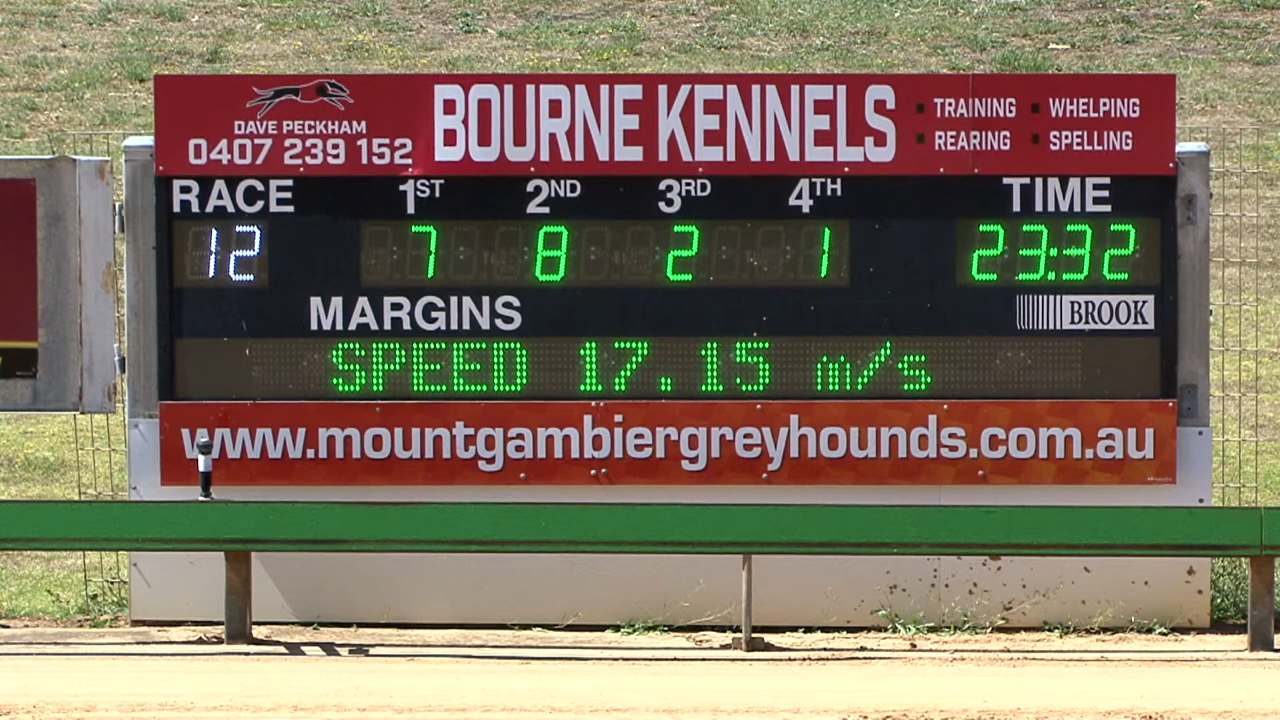 DAVE PECKHAM
0407 239 152
BOURNE KENNELS
TRAINING WHELPING
REARING SPELLING
RACE 1ST 2ND 3RD 4TH TIME
12 7 8 2 1 23:32
MARGINS BROOK
SPEED 17.15 m/s
www.mountgambiergreyhounds.com.au